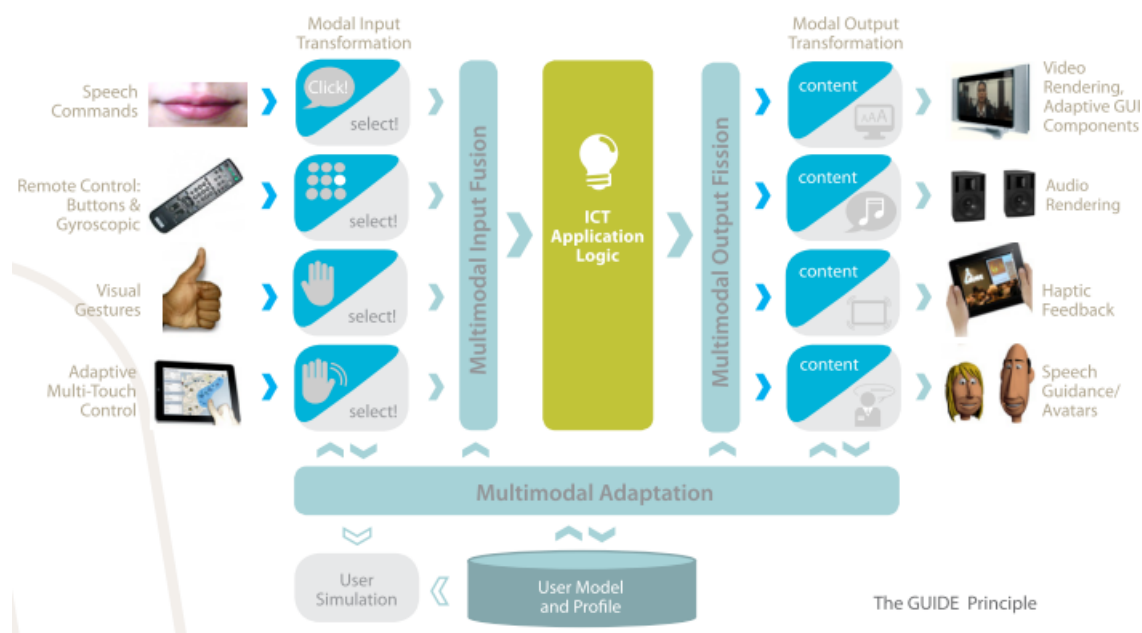 Modal Input
Transformation
Modal Output
Transformation
Speech
Commands
Click!
select!
content
AAA
Video
Rendering,
Adaptive GUI
Components
Remote Control:
Buttons &
Gyroscopic
select!
content
Audio
Rendering
Visual
Gestures
select!
content
Haptic
Feedback
Adaptive
Multi-Touch
Control
select!
content
Speech
Guidance/
Avatars
Multimodal Input Fusion
ICT
Application
Logic
Multimodal Output Fission
Multimodal Adaptation
User
Simulation
User Model
and Profile
The GUIDE Principle